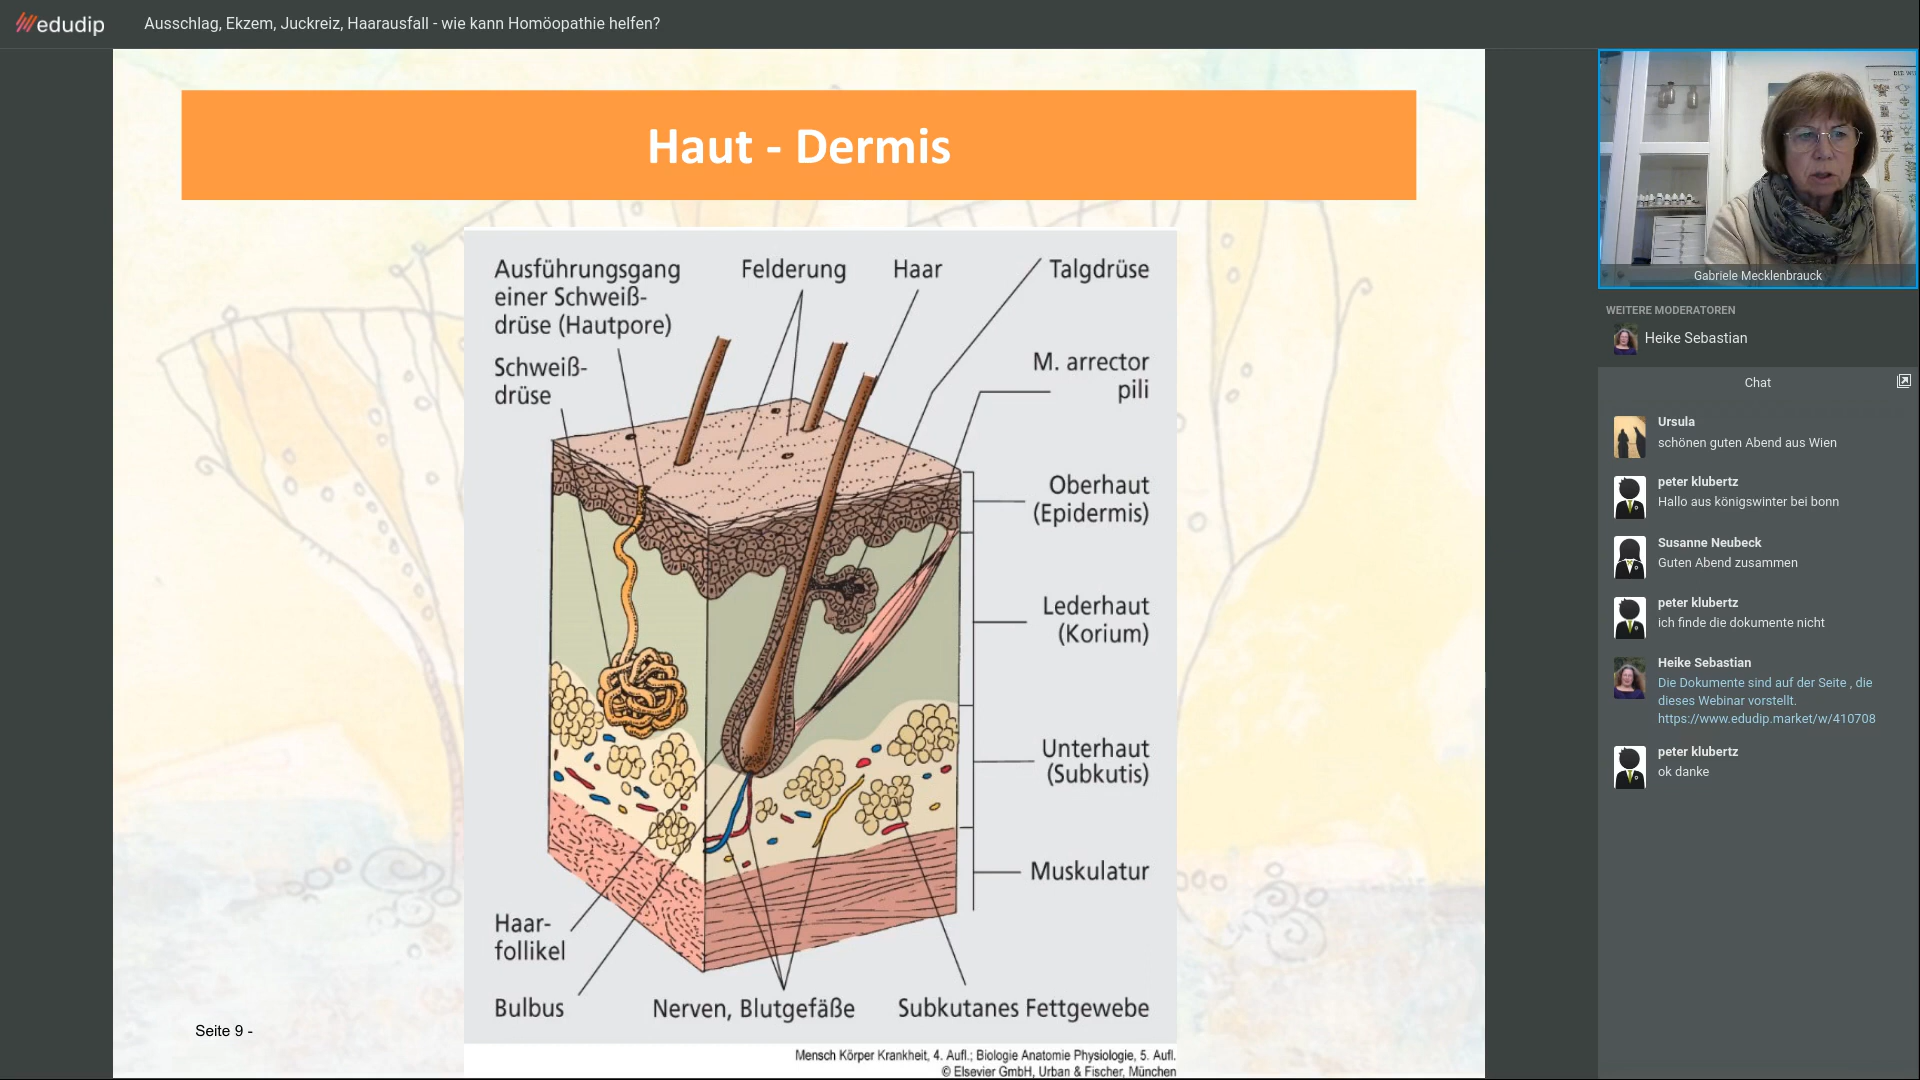 edudip
Ausschlag, Ekzem, Juckreiz, Haarausfall - wie kann Homöopathie helfen?
Haut - Dermis
Ausführungsgang
einer Schweiß-
drüse (Hautpore)
Felderung
Haar
Talgdrüse
Schweiß-
drüse
M. arrector
pili
Oberhaut
(Epidermis)
Lederhaut
(Korium)
Unterhaut
(Subkutis)
Muskulatur
Haar-
follikel
Bulbus
Nerven, Blutgefäße
Subkutanes Fettgewebe
Seite 9 -
Mensch Körper Krankheit, 4. Aufl.; Biologie Anatomie Physiologie, 5. Aufl.
© Elsevier GmbH, Urban & Fischer, München
Gabriele Mecklenbrauck
WEITERE MODERATOREN
Heike Sebastian
Chat
Ursula
schönen guten Abend aus Wien
peter klubertz
Hallo aus königswinter bei bonn
Susanne Neubeck
Guten Abend zusammen
peter klubertz
ich finde die dokumente nicht
Heike Sebastian
Die Dokumente sind auf der Seite , die
dieses Webinar vorstellt.
https://www.edudip.market/w/410708
peter klubertz
ok danke